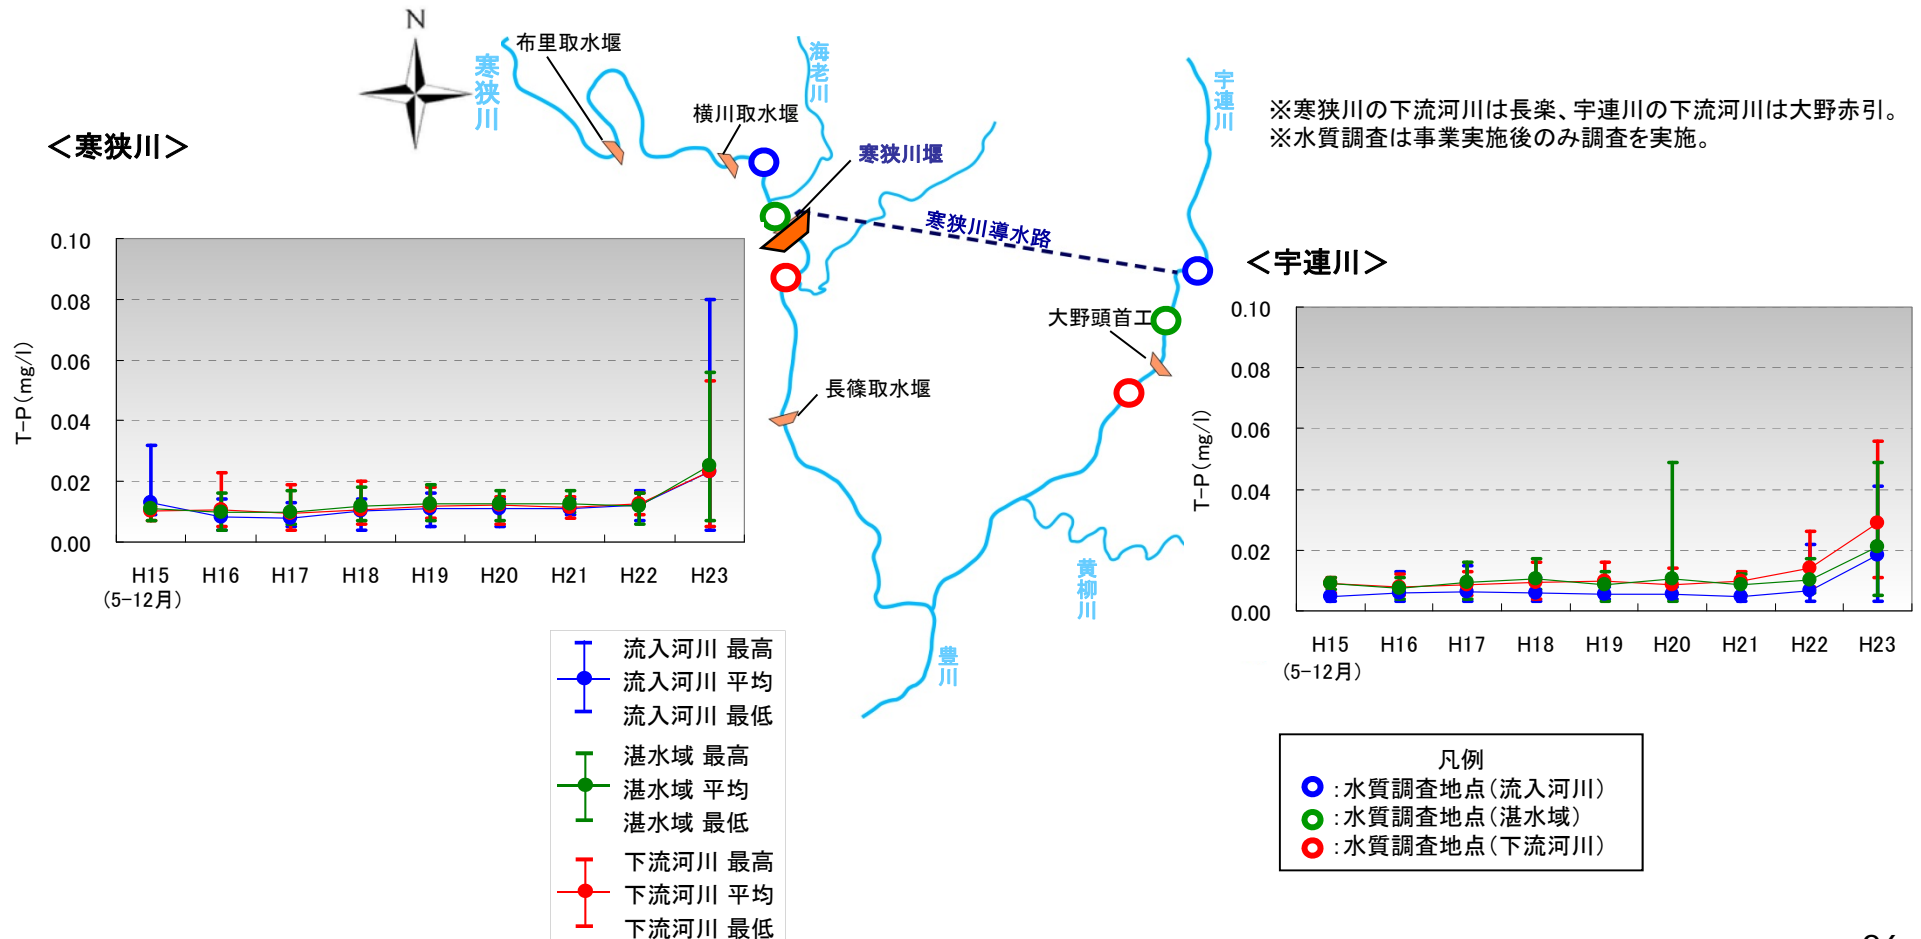 N
布里取水堰
寒狭川
海老川
宇連川
横川取水堰
寒狭川堰
寒狭川導水路
大野頭首工
長篠取水堰
黄柳川
豊川
※寒狭川の下流河川は長楽、宇連川の下流河川は大野赤引。
※水質調査は事業実施後のみ調査を実施。
＜寒狭川＞
T-P(mg/l)
0.10
0.08
0.06
0.04
0.02
0.00
H15 H16 H17 H18 H19 H20 H21 H22 H23
(5-12月)
＜宇連川＞
T-P(mg/l)
0.10
0.08
0.06
0.04
0.02
0.00
H15 H16 H17 H18 H19 H20 H21 H22 H23
(5-12月)
流入河川 最高
流入河川 平均
流入河川 最低
湛水域 最高
湛水域 平均
湛水域 最低
下流河川 最高
下流河川 平均
下流河川 最低
凡例
：水質調査地点（流入河川）
：水質調査地点（湛水域）
：水質調査地点（下流河川）